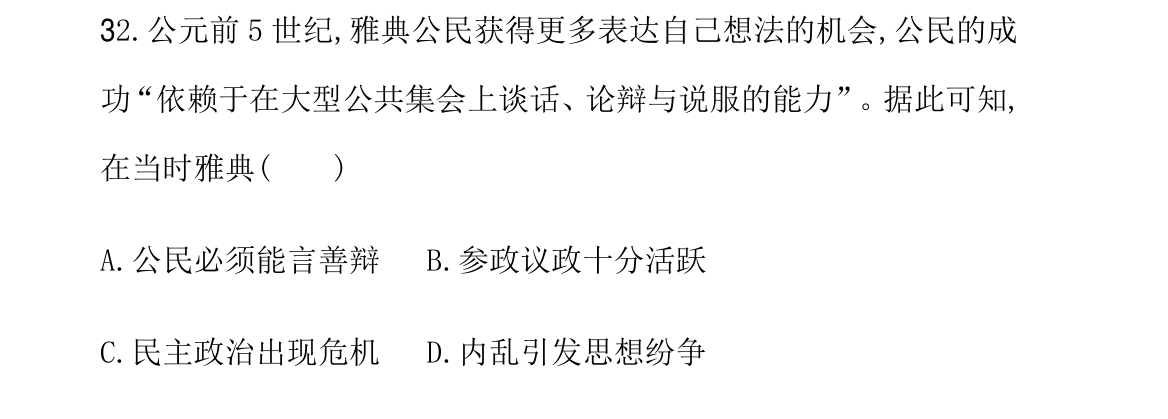 32.公元前 5 世纪,雅典公民获得更多表达自己想法的机会,公民的成
功“依赖于在大型公共集会上谈话、论辩与说服的能力”。据此可知,
在当时雅典(　　)
A.公民必须能言善辩　B.参政议政十分活跃
C.民主政治出现危机　D.内乱引发思想纷争